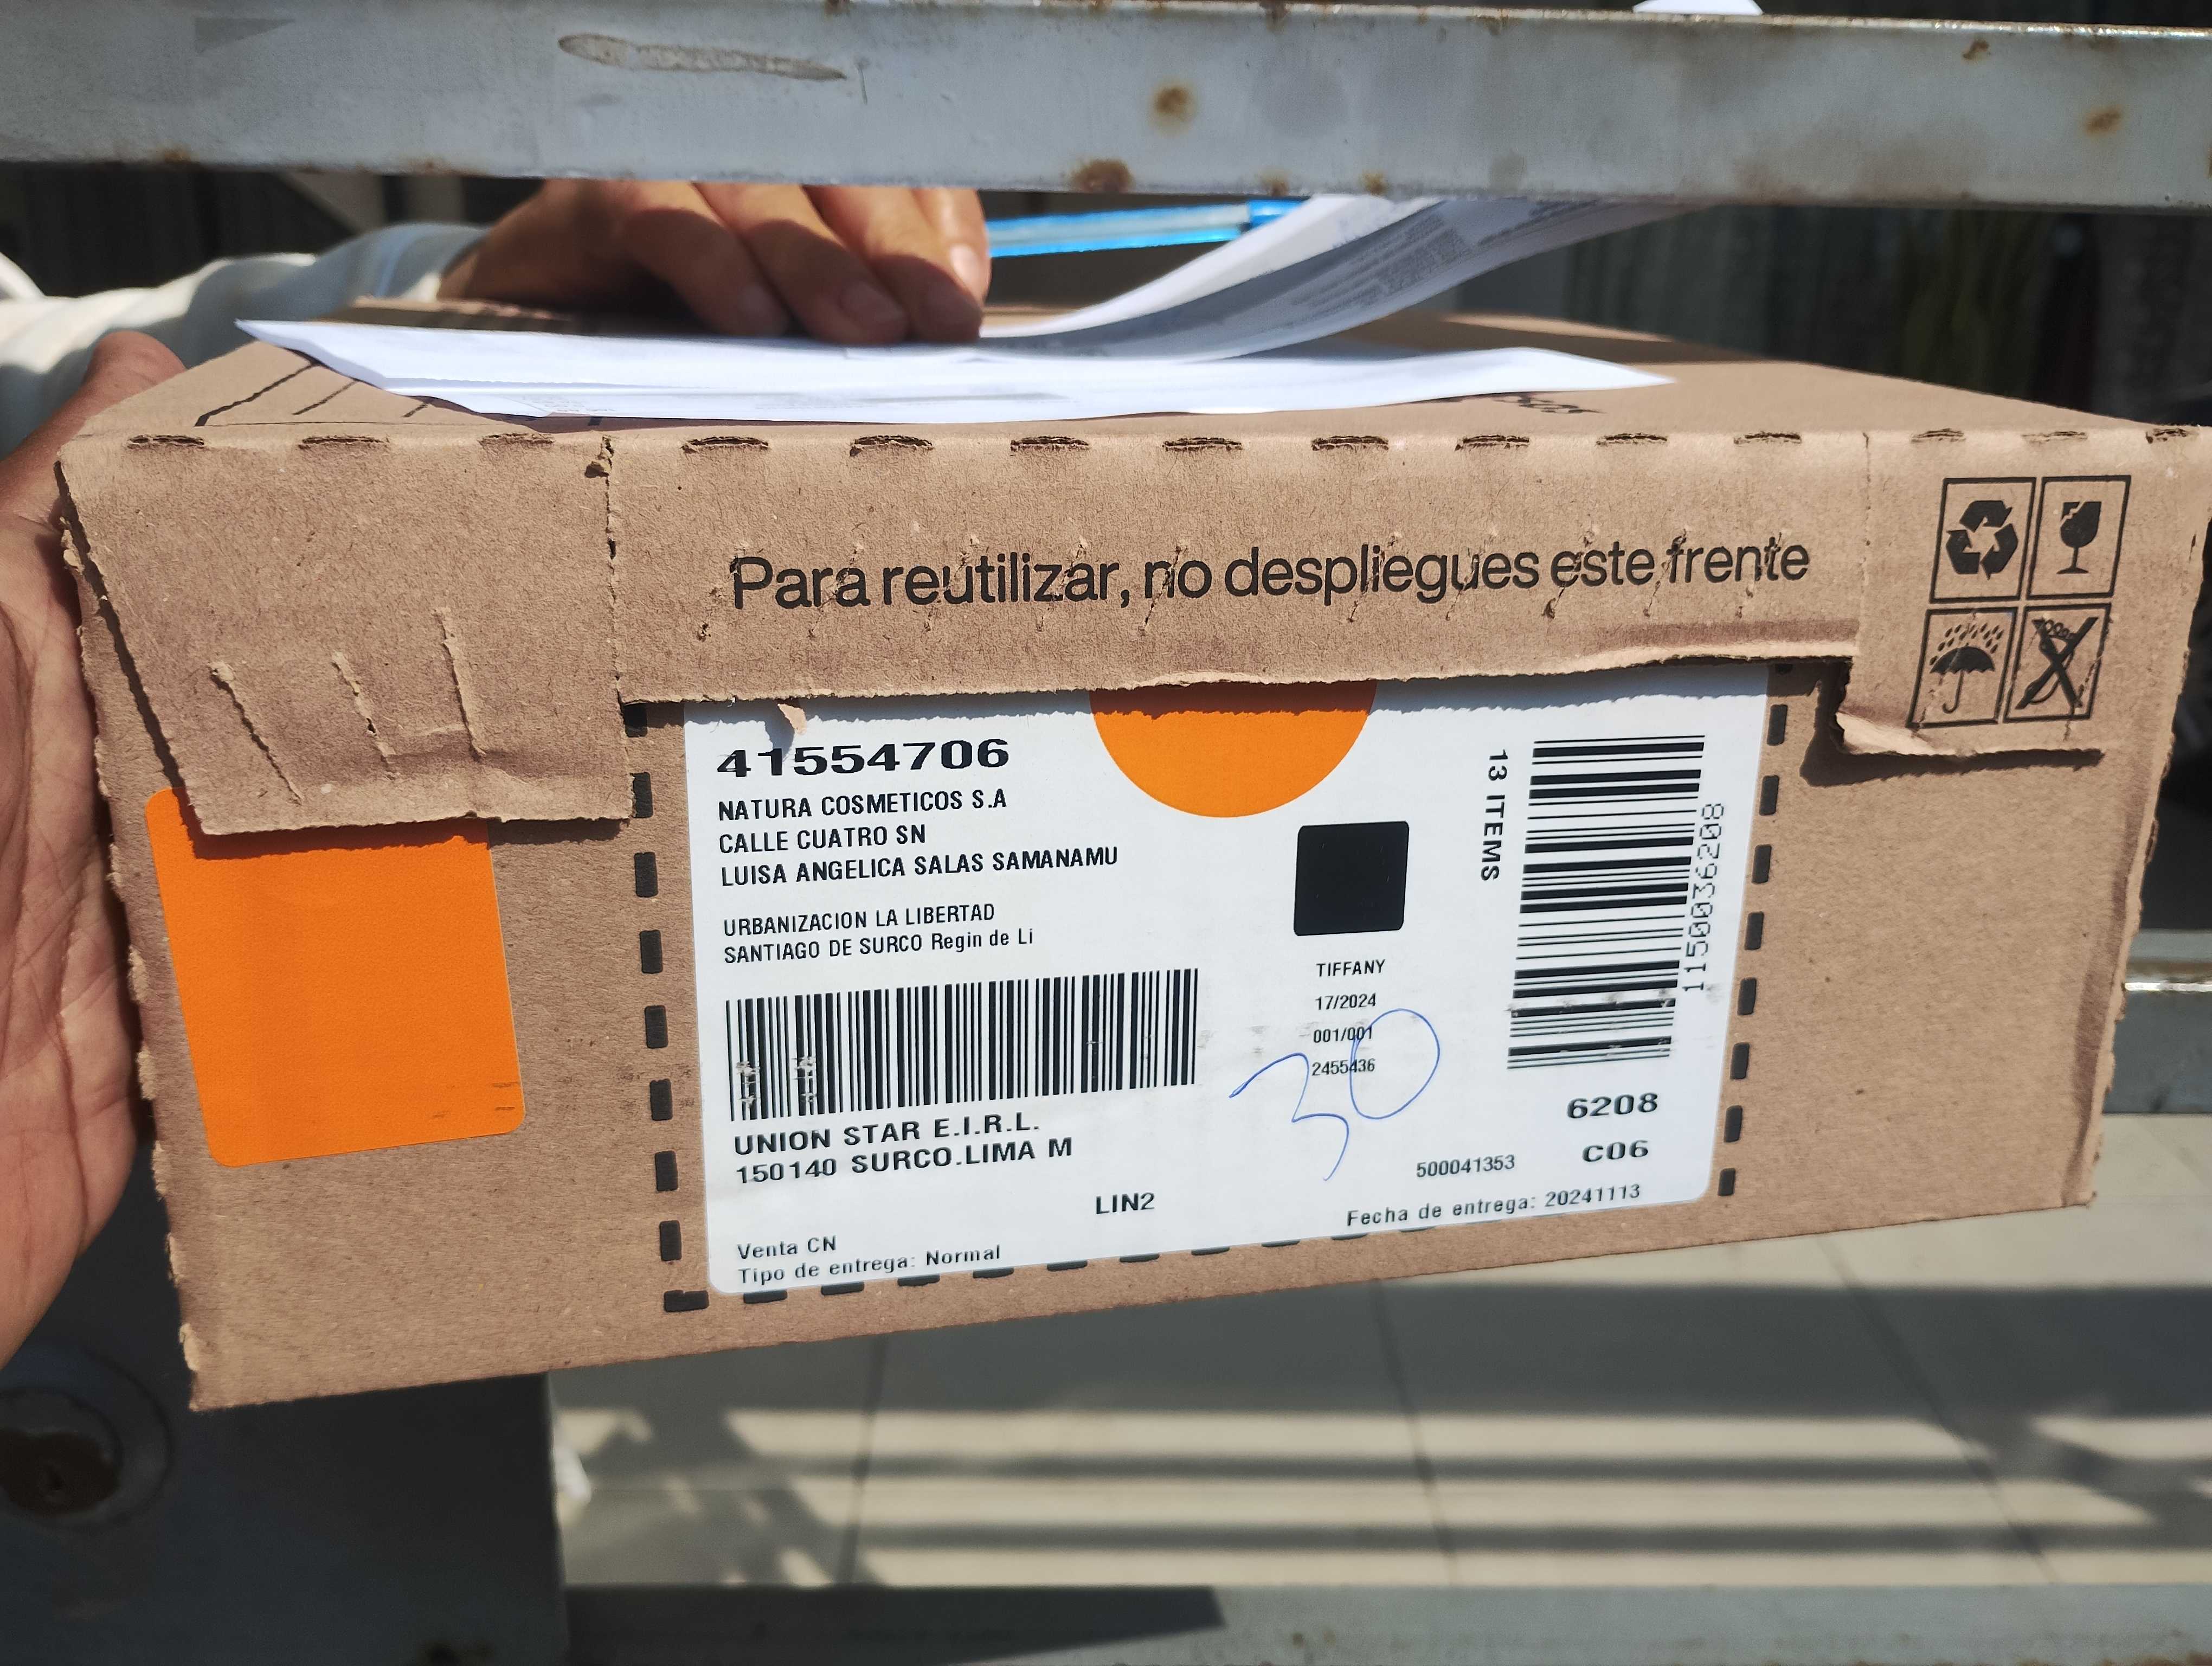 Para reutilizar, no despliegues este frente
41554706
NATURA COSMETICOS S.A
CALLE CUATRO SN
LUISA ANGELICA SALAS SAMANAMU
URBANIZACION LA LIBERTAD
SANTIAGO DE SURCO Regin de Li
UNION STAR E.I.R.L.
150140 SURCO.LIMA M
LIN2
Venta CN
Tipo de entrega: Normal
TIFFANY
17/2024
001/001
2455436
30
13 ITEMS
1150036208
6208
C06
500041353
Fecha de entrega: 20241113